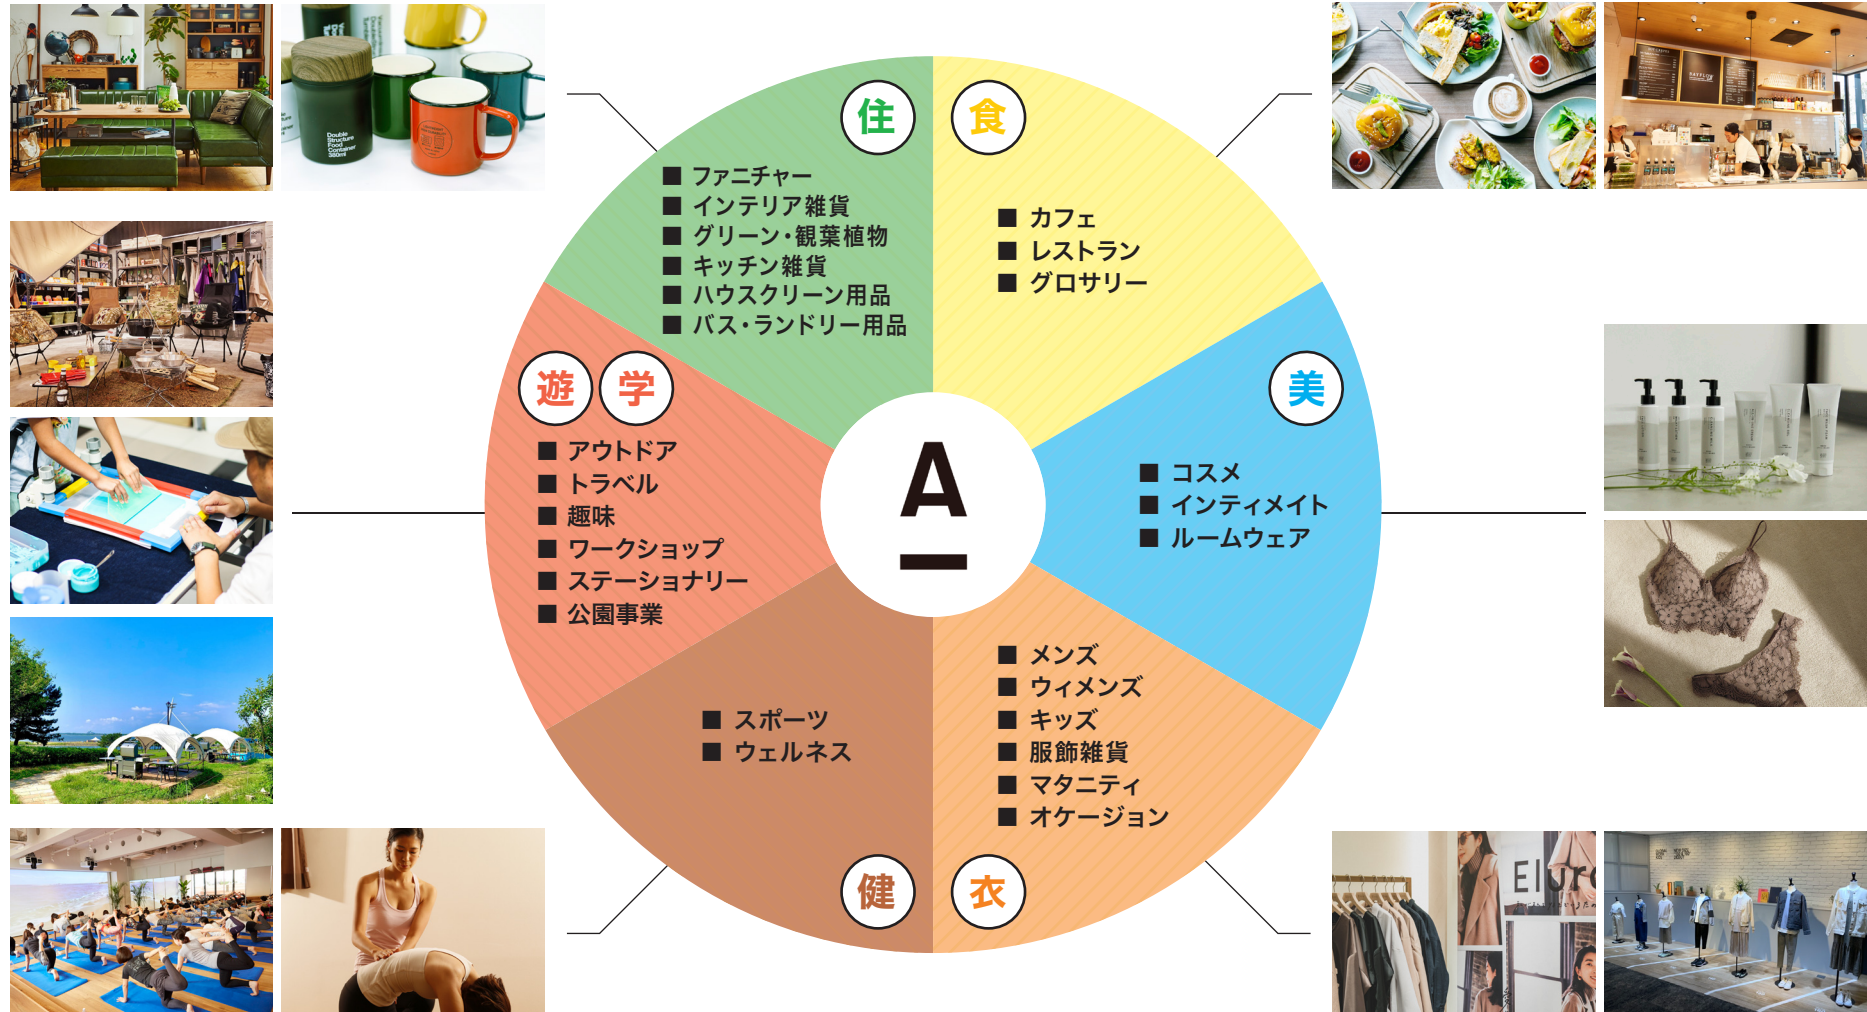 住
■ ファニチャー
■ インテリア雑貨
■ グリーン・観葉植物
■ キッチン雑貨
■ ハウスクリーン用品
■ バス・ランドリー用品
食
■ カフェ
■ レストラン
■ グロサリー
遊 学
■ アウトドア
■ トラベル
■ 趣味
■ ワークショップ
■ ステーショナリー
■ 公園事業
美
■ コスメ
■ インティメイト
■ ルームウェア
A
健
■ スポーツ
■ ウェルネス
衣
■ メンズ
■ ウィメンズ
■ キッズ
■ 服飾雑貨
■ マタニティ
■ オケージョン
Double
Structure
Food
Container
380ml